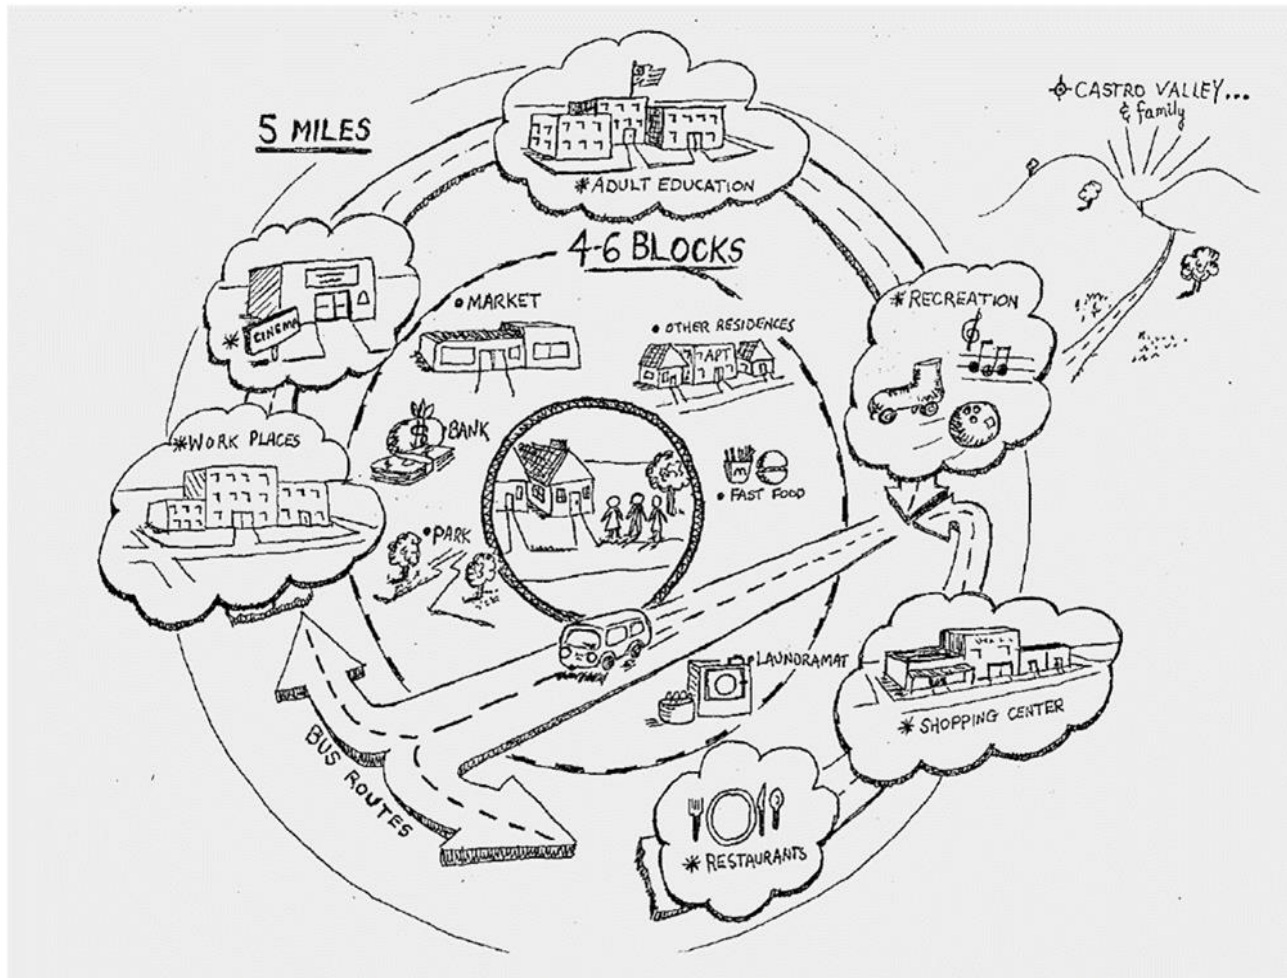 5 MILES
CASTRO VALLEY...
& family
* ADULT EDUCATION
4-6 BLOCKS
* RECREATION
• MARKET
• OTHER RESIDENCES
APT
* CINEMA
* WORK PLACES
$
• BANK
M
• FAST FOOD
• PARK
• LAUNDRAMAT
* SHOPPING CENTER
BUS ROUTES
* RESTAURANTS